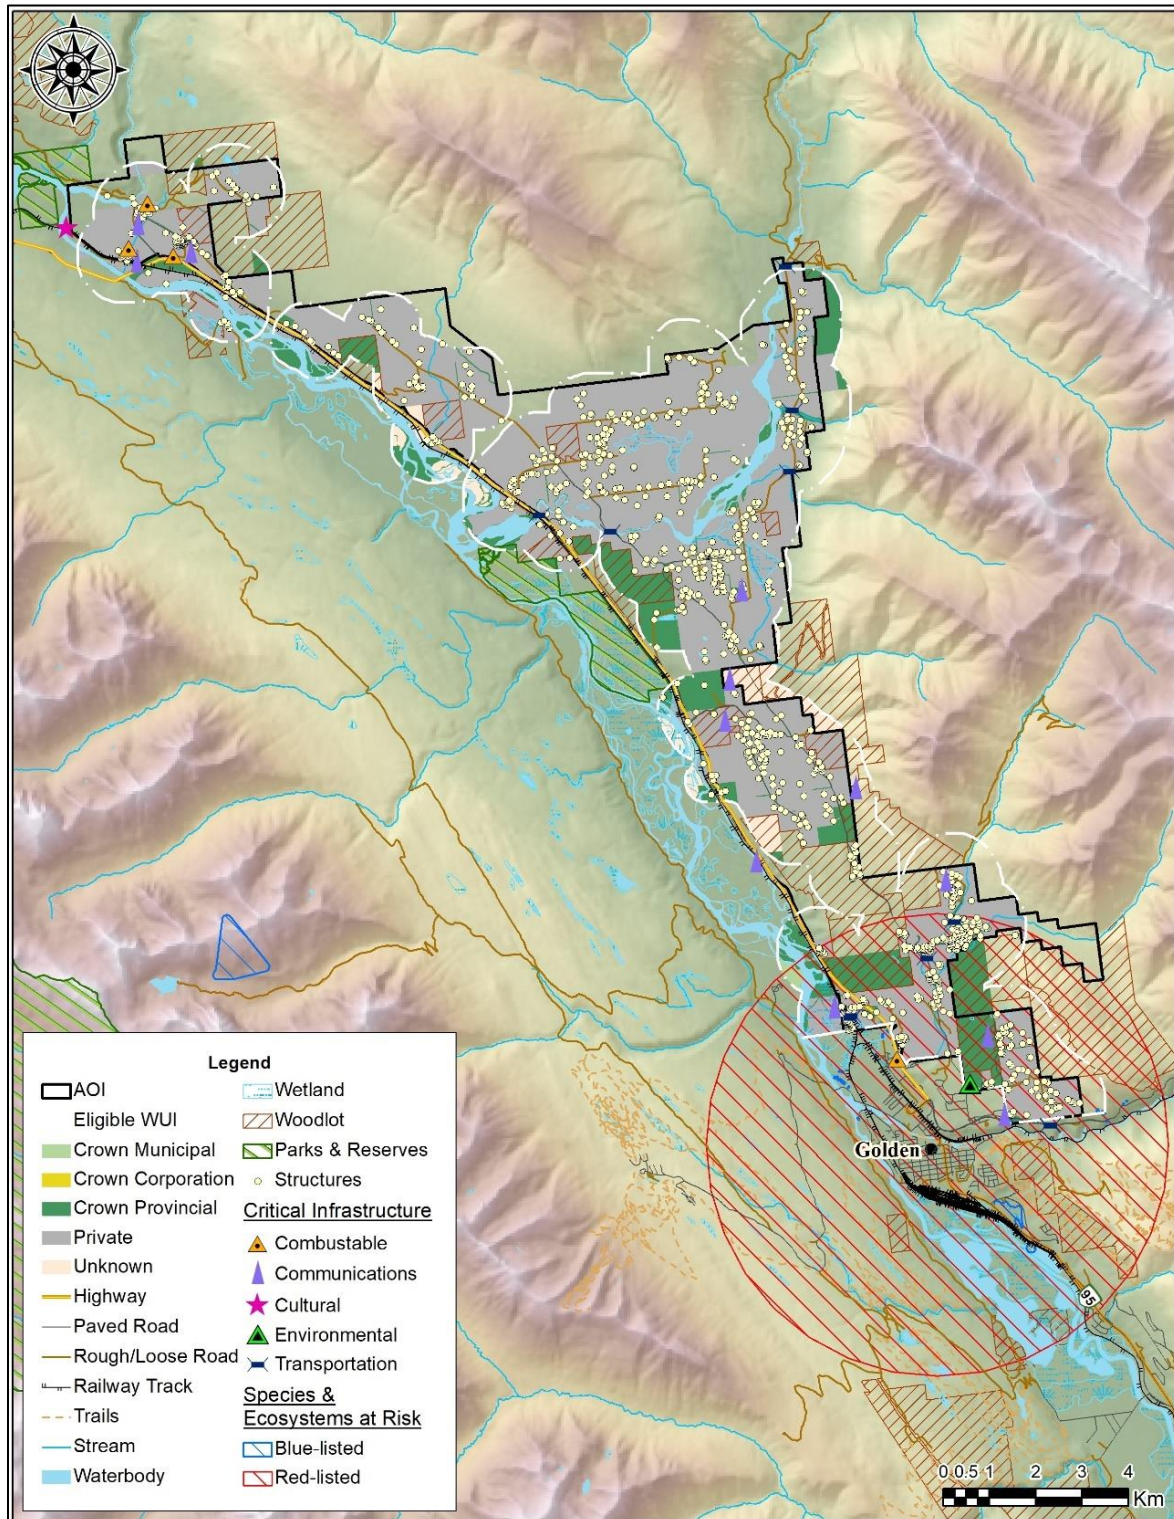 Golden
95
Legend
AOI
Eligible WUI
Crown Municipal
Crown Corporation
Crown Provincial
Private
Unknown
Highway
Paved Road
Rough/Loose Road
Railway Track
Trails
Stream
Waterbody
Wetland
Woodlot
Parks & Reserves
Structures
Critical Infrastructure
Combustable
Communications
Cultural
Environmental
Transportation
Species &
Ecosystems at Risk
Blue-listed
Red-listed
0 0.5 1 2 3 4
Km